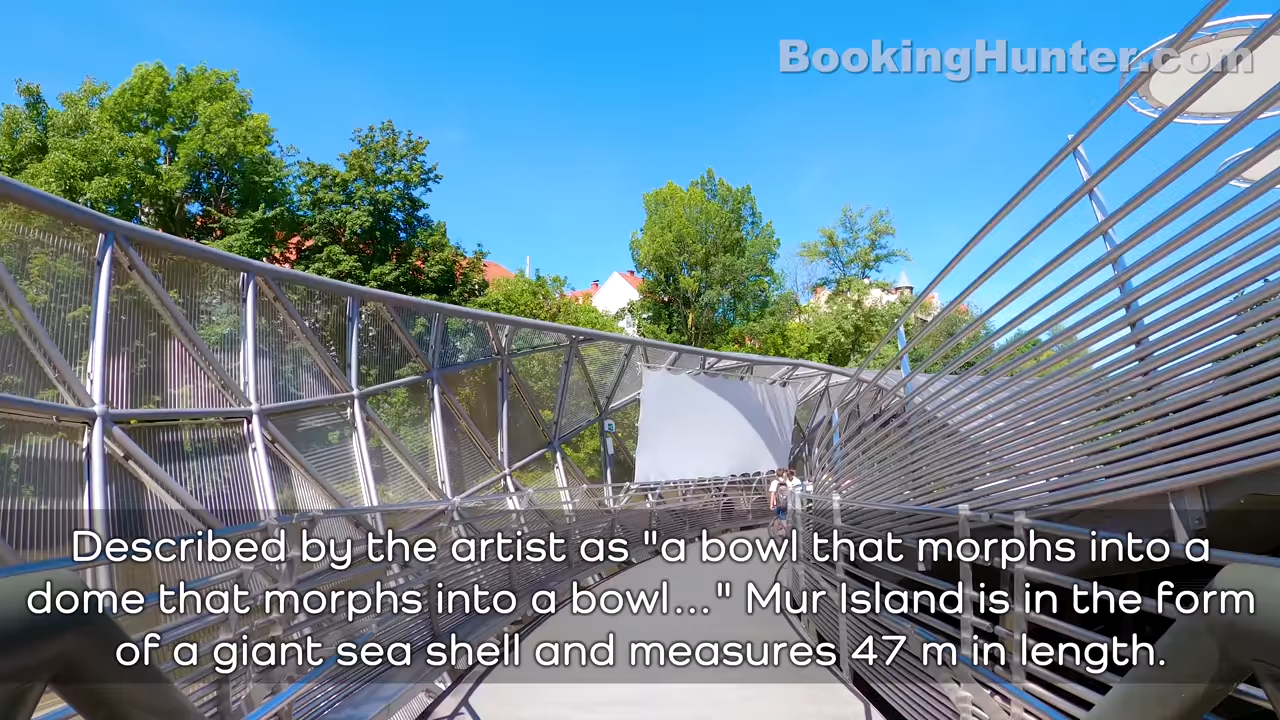 BookingHunter.com
Described by the artist as "a bowl that morphs into a
dome that morphs into a bowl..." Mur Island is in the form
of a giant sea shell and measures 47 m in length.